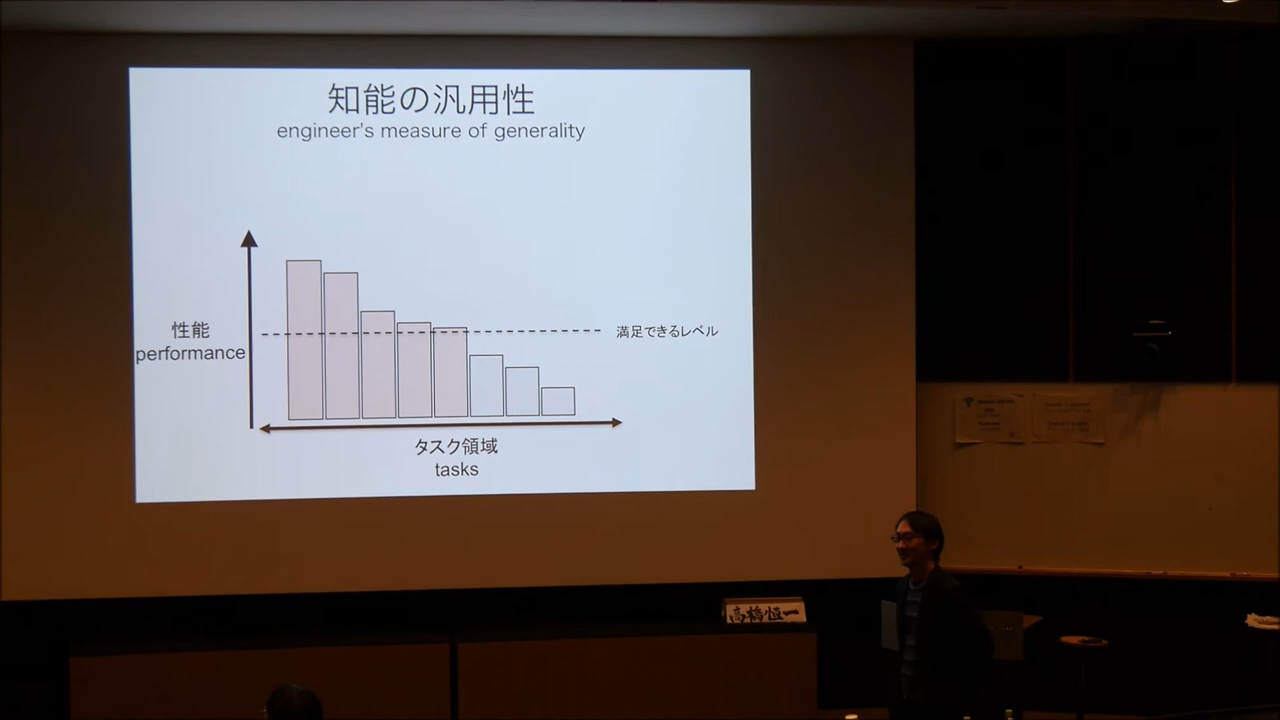 知能の汎用性
engineer's measure of generality
性能
performance
満足できるレベル
タスク領域
tasks
高橋恒一